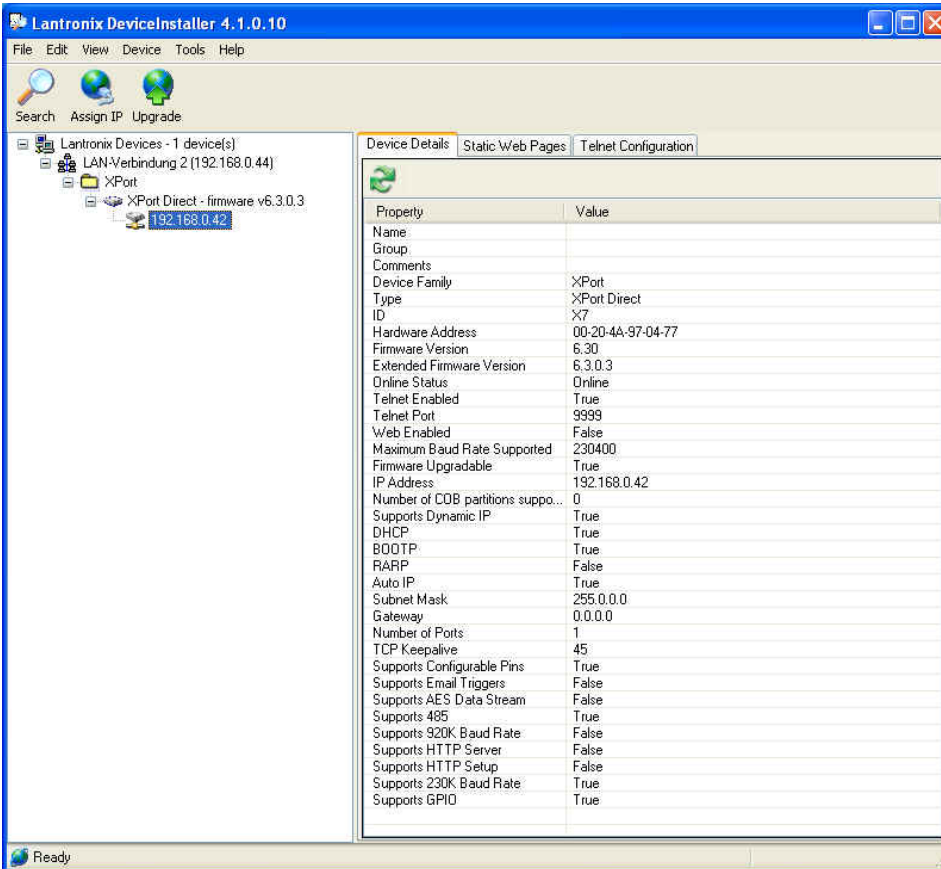 Lantronix DeviceInstaller 4.1.0.10
File Edit View Device Tools Help
Search Assign IP Upgrade
Lantronix Devices - 1 device(s)
LAN-Verbindung 2 (192.168.0.44)
XPort
XPort Direct - firmware v6.3.0.3
192.168.0.42
Device Details Static Web Pages Telnet Configuration
Property Value
Name
Group
Comments
Device Family XPort
Type XPort Direct
ID X7
Hardware Address 00-20-4A-97-04-77
Firmware Version 6.30
Extended Firmware Version 6.3.0.3
Online Status Online
Telnet Enabled True
Telnet Port 9999
Web Enabled False
Maximum Baud Rate Supported 230400
Firmware Upgradable True
IP Address 192.168.0.42
Number of COB partitions suppo... 0
Supports Dynamic IP True
DHCP True
BOOTP True
RARP False
Auto IP True
Subnet Mask 255.0.0.0
Gateway 0.0.0.0
Number of Ports 1
TCP Keepalive 45
Supports Configurable Pins True
Supports Email Triggers False
Supports AES Data Stream False
Supports 485 True
Supports 920K Baud Rate False
Supports HTTP Server False
Supports HTTP Setup False
Supports 230K Baud Rate True
Supports GPIO True
Ready